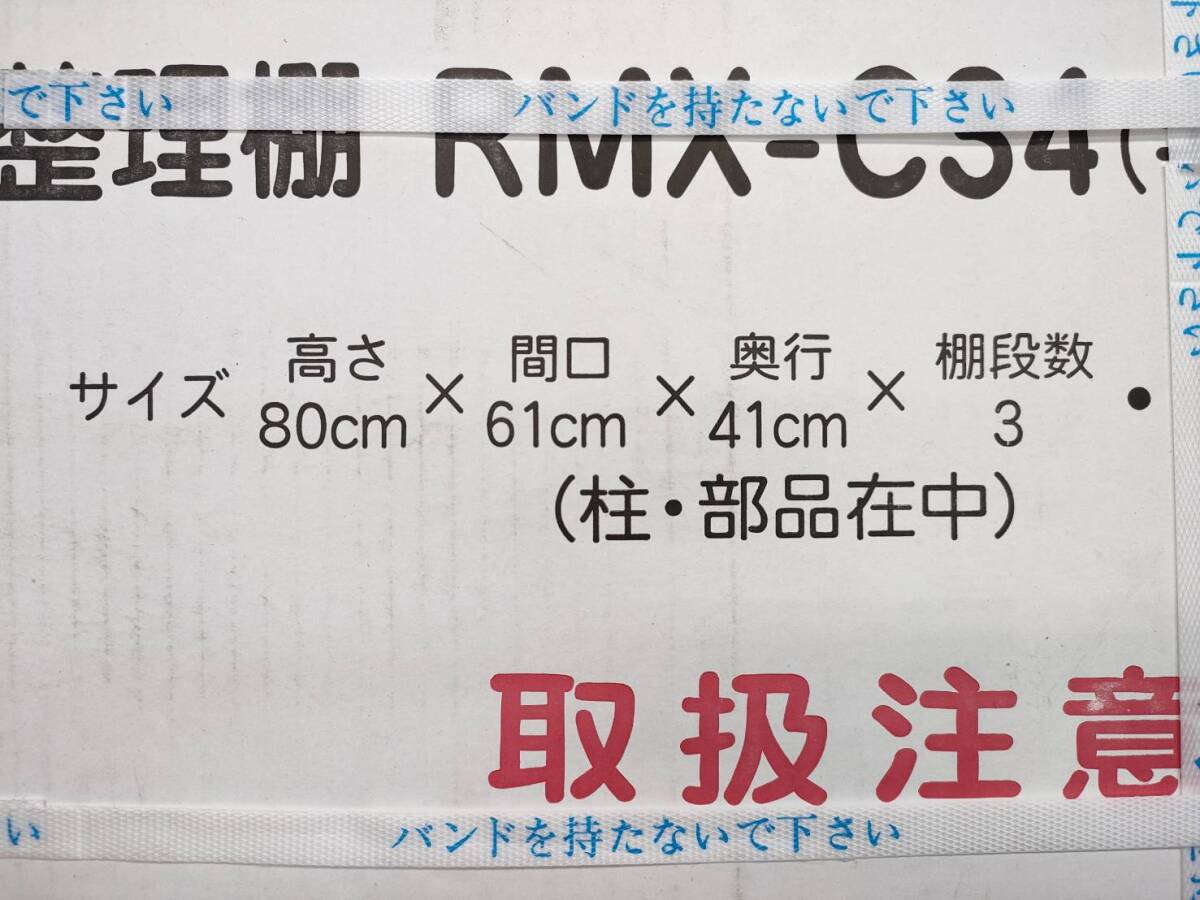 で下さい バンドを持たないで下さい
整理棚 RMX-C34(
高さ 間口 奥行 棚段数
サイズ 80cm × 61cm × 41cm × 3 ・
(柱・部品在中)
取扱注意
い バンドを持たないで下さい